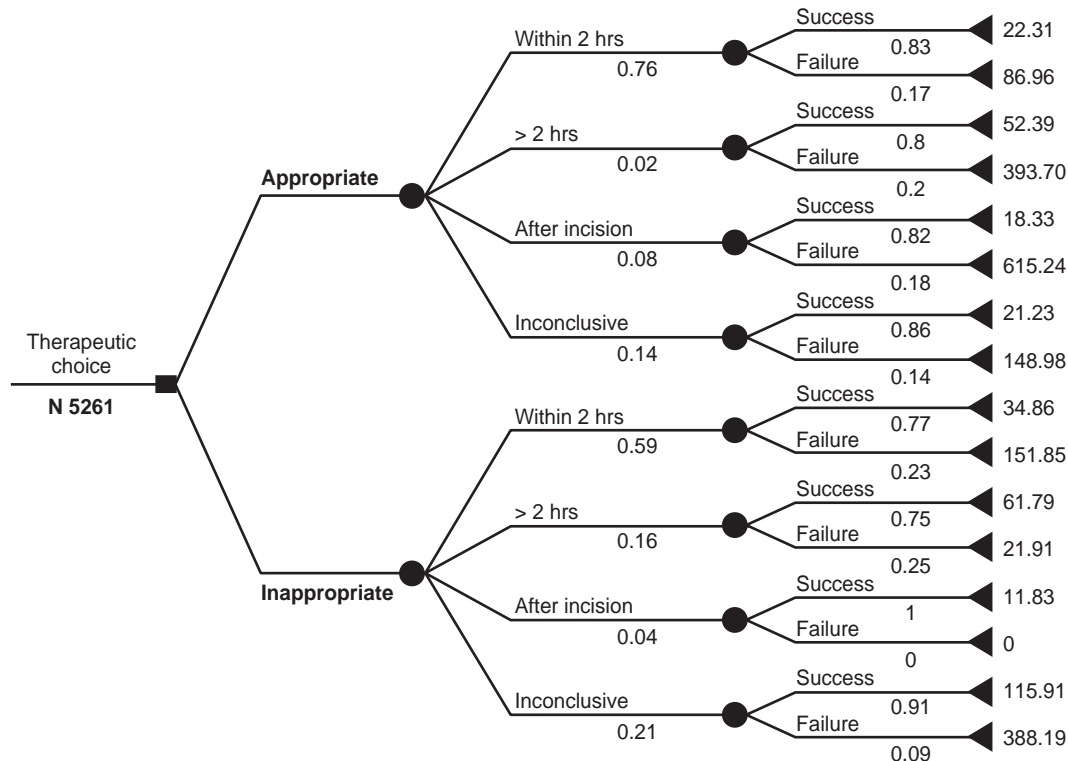 Therapeutic
choice
N 5261
Appropriate
Within 2 hrs
0.76
Success
0.83
22.31
Failure
0.17
86.96
> 2 hrs
0.02
Success
0.8
52.39
Failure
0.2
393.70
After incision
0.08
Success
0.82
18.33
Failure
0.18
615.24
Inconclusive
0.14
Success
0.86
21.23
Failure
0.14
148.98
Inappropriate
Within 2 hrs
0.59
Success
0.77
34.86
Failure
0.23
151.85
> 2 hrs
0.16
Success
0.75
61.79
Failure
0.25
21.91
After incision
0.04
Success
1
11.83
Failure
0
0
Inconclusive
0.21
Success
0.91
115.91
Failure
0.09
388.19